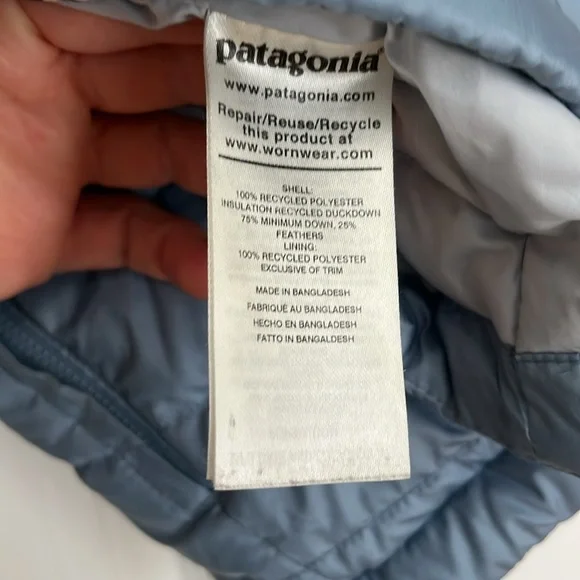 patagonia
www.patagonia.com
Repair/Reuse/Recycle
this product at
www.wornwear.com
SHELL:
100% RECYCLED POLYESTER
INSULATION RECYCLED DUCKDOWN
75% MINIMUM DOWN, 25%
FEATHERS
LINING:
100% RECYCLED POLYESTER
EXCLUSIVE OF TRIM
MADE IN BANGLADESH
FABRIQUÉ AU BANGLADESH
HECHO EN BANGLADESH
FATTO IN BANGALDESH